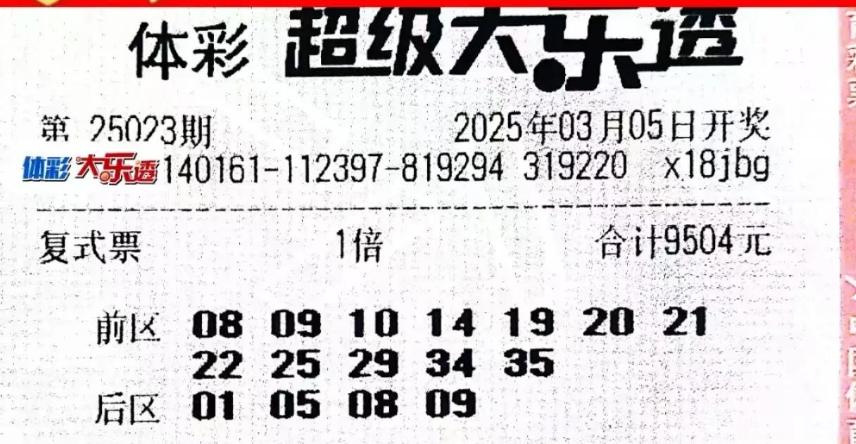 体彩 超级大乐透
第 25023期 2025年03月05日开奖
体彩 大乐透 140161-112397-819294 319220 x18jbg
复式票 1倍 合计9504元
前区 08 09 10 14 19 20 21
22 25 29 34 35
后区 01 05 08 09